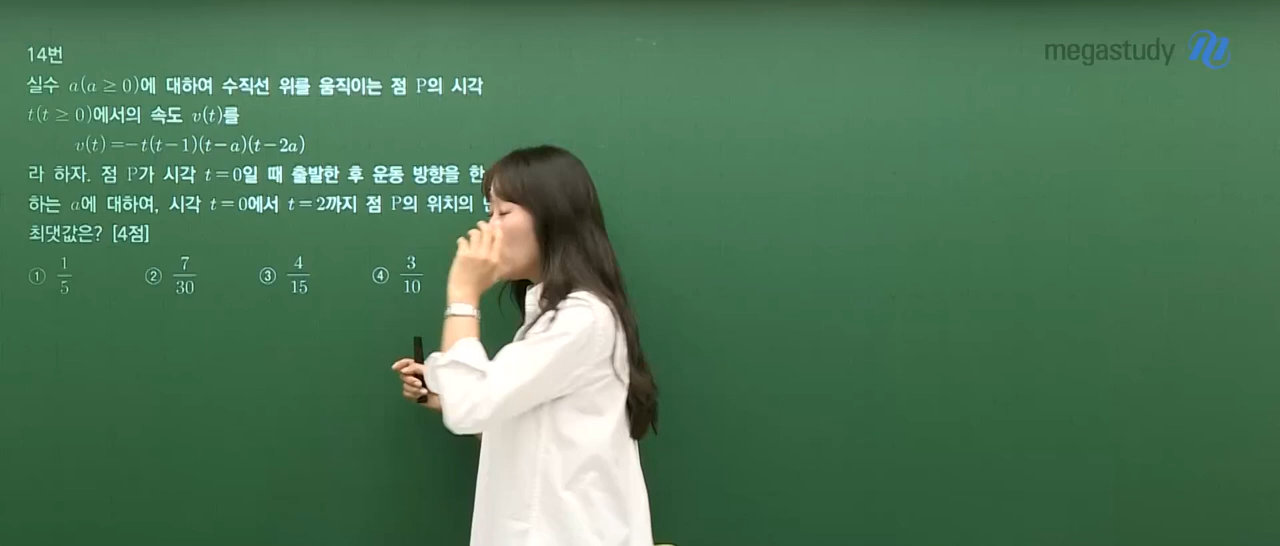 megastudy
14번
실수 a(a ≥ 0)에 대하여 수직선 위를 움직이는 점 P의 시각
t(t ≥ 0)에서의 속도 v(t)를
v(t) =−t(t−1)(t−a)(t−2a)
라 하자. 점 P가 시각 t=0일 때 출발한 후 운동 방향을 한
하는 a에 대하여, 시각 t=0에서 t=2까지 점 P의 위치의
최댓값은? [4점]
① 1/5 ② 7/30 ③ 4/15 ④ 3/10